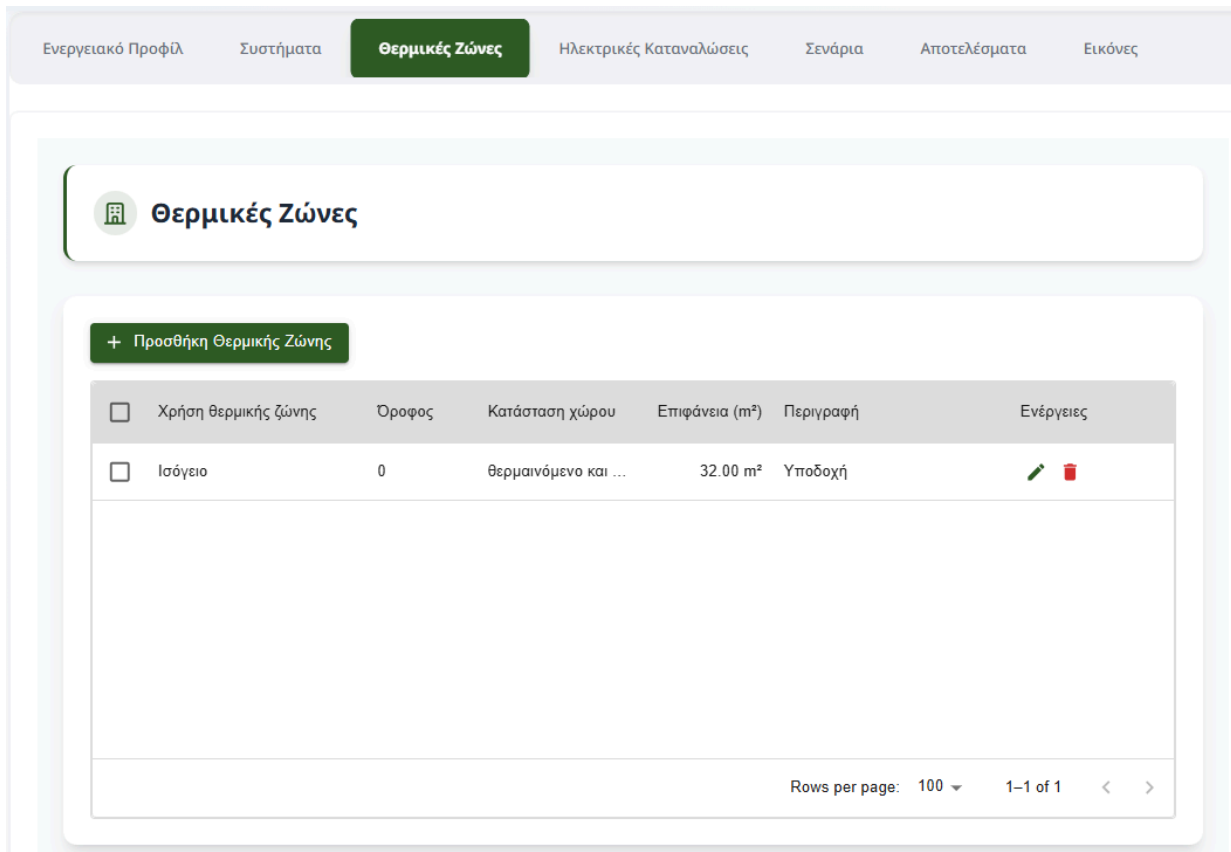 Ενεργειακό Προφίλ Συστήματα Θερμικές Ζώνες Ηλεκτρικές Καταναλώσεις Σενάρια Αποτελέσματα Εικόνες
Θερμικές Ζώνες
+ Προσθήκη Θερμικής Ζώνης
Χρήση θερμικής ζώνης Όροφος Κατάσταση χώρου Επιφάνεια (m²) Περιγραφή Ενέργειες
Ισόγειο 0 θερμαινόμενο και ... 32.00 m² Υποδοχή
Rows per page: 100 1–1 of 1